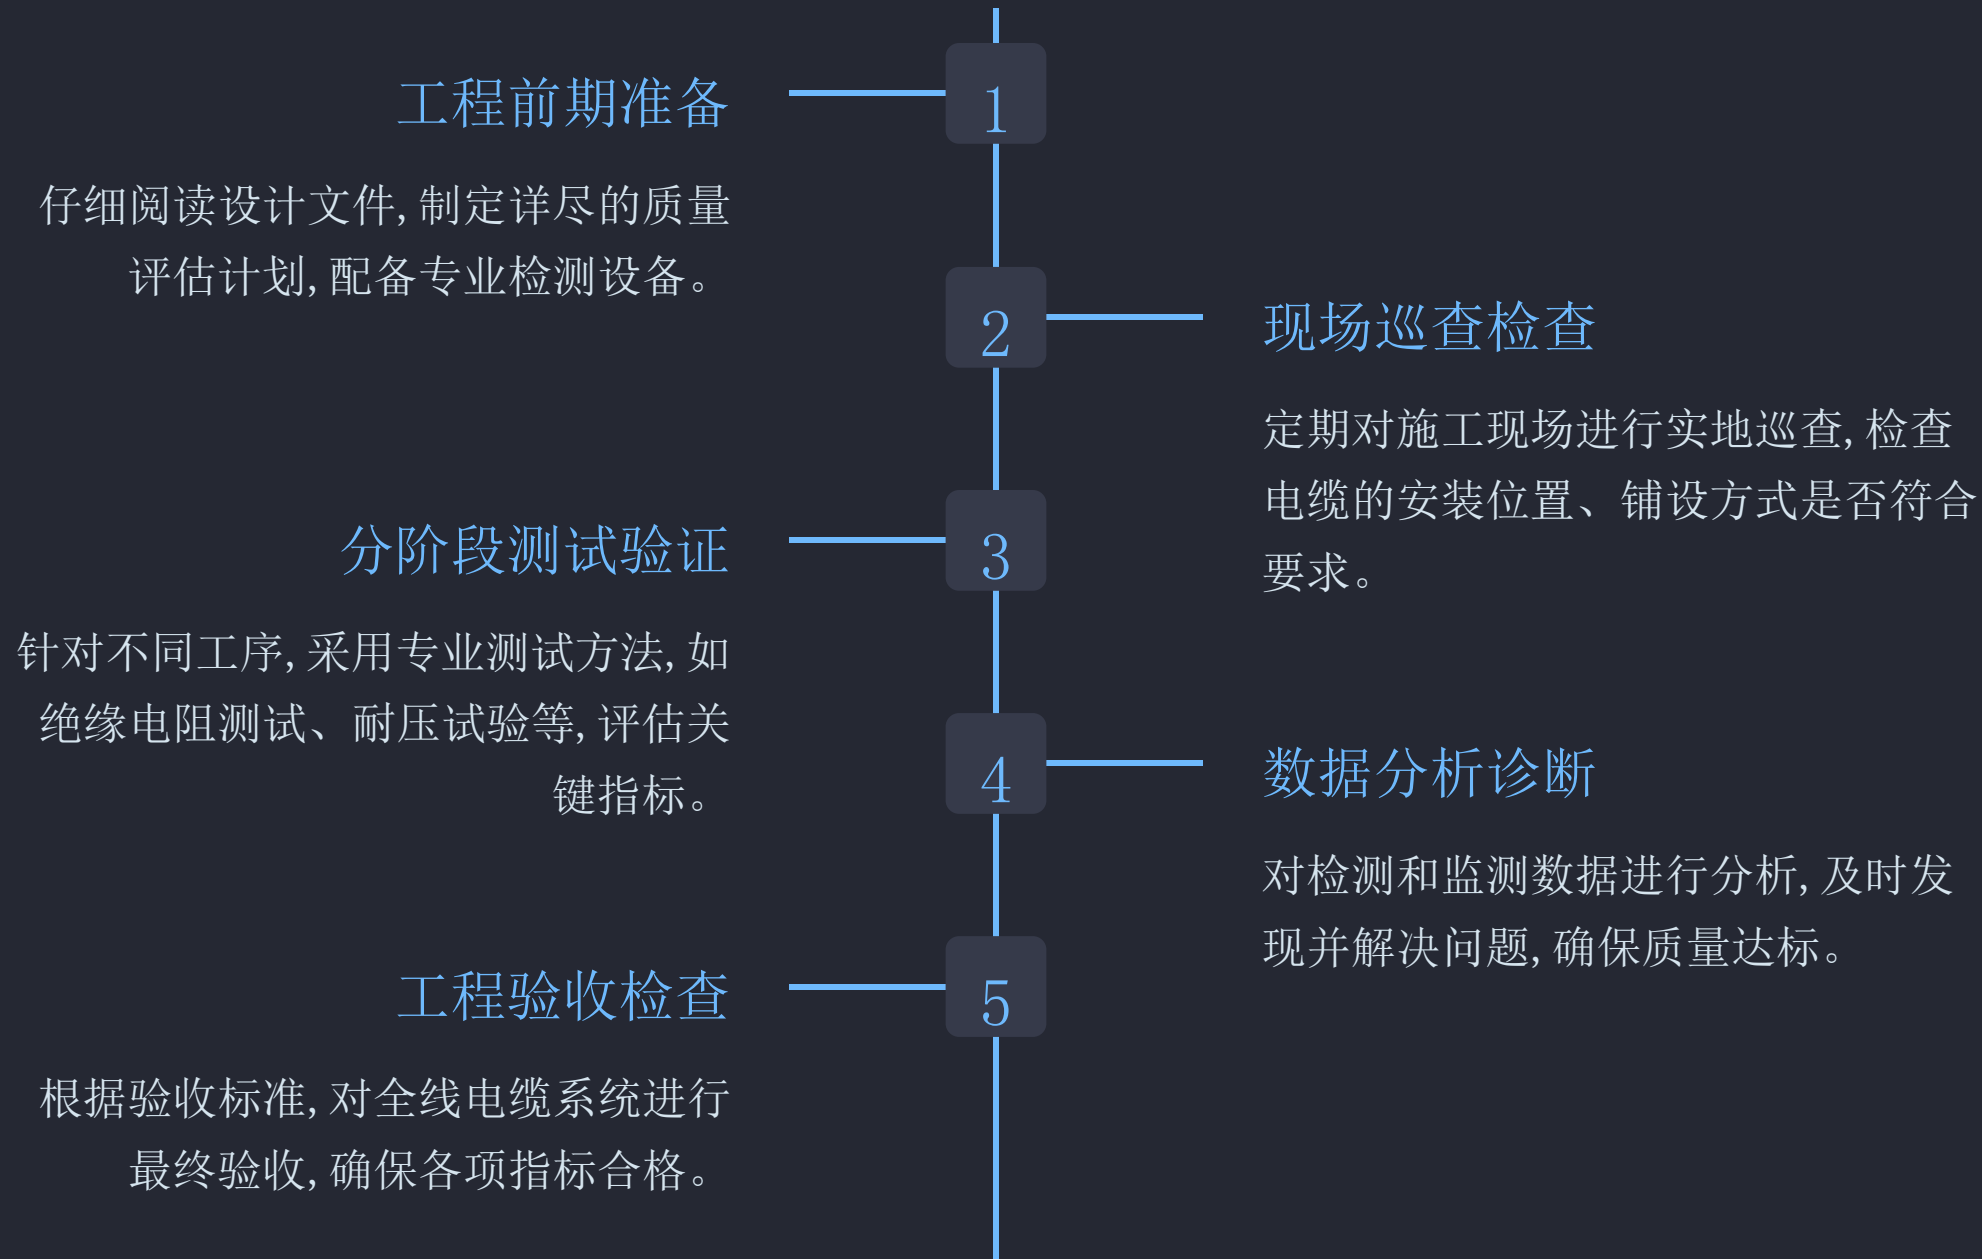 1
工程前期准备
仔细阅读设计文件,制定详尽的质量
评估计划,配备专业检测设备。
2
现场巡查检查
定期对施工现场进行实地巡查,检查
电缆的安装位置、铺设方式是否符合
要求。
3
分阶段测试验证
针对不同工序,采用专业测试方法,如
绝缘电阻测试、耐压试验等,评估关
键指标。
4
数据分析诊断
对检测和监测数据进行分析,及时发
现并解决问题,确保质量达标。
5
工程验收检查
根据验收标准,对全线电缆系统进行
最终验收,确保各项指标合格。